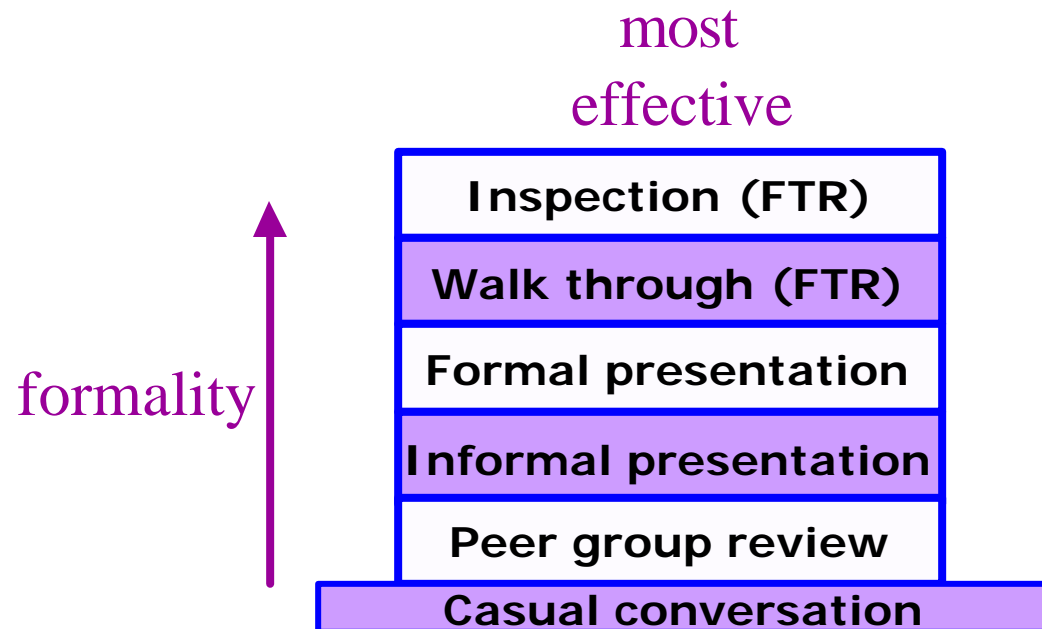 most
effective
Inspection (FTR)
Walk through (FTR)
Formal presentation
formality
Informal presentation
Peer group review
Casual conversation